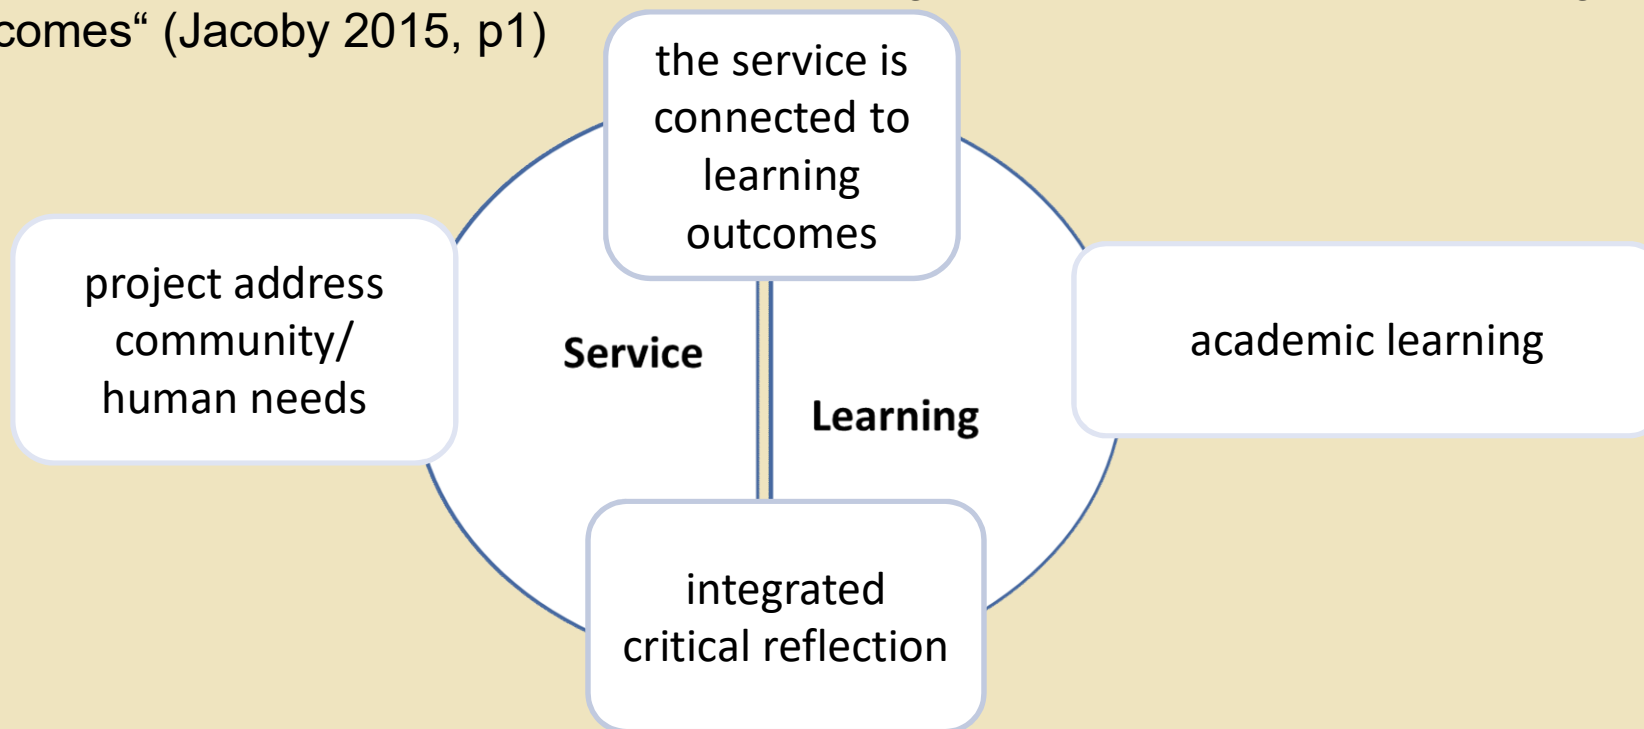 comes“ (Jacoby 2015, p1)
the service is
connected to
learning
outcomes
project address
community/
human needs
Service
academic learning
Learning
integrated
critical reflection